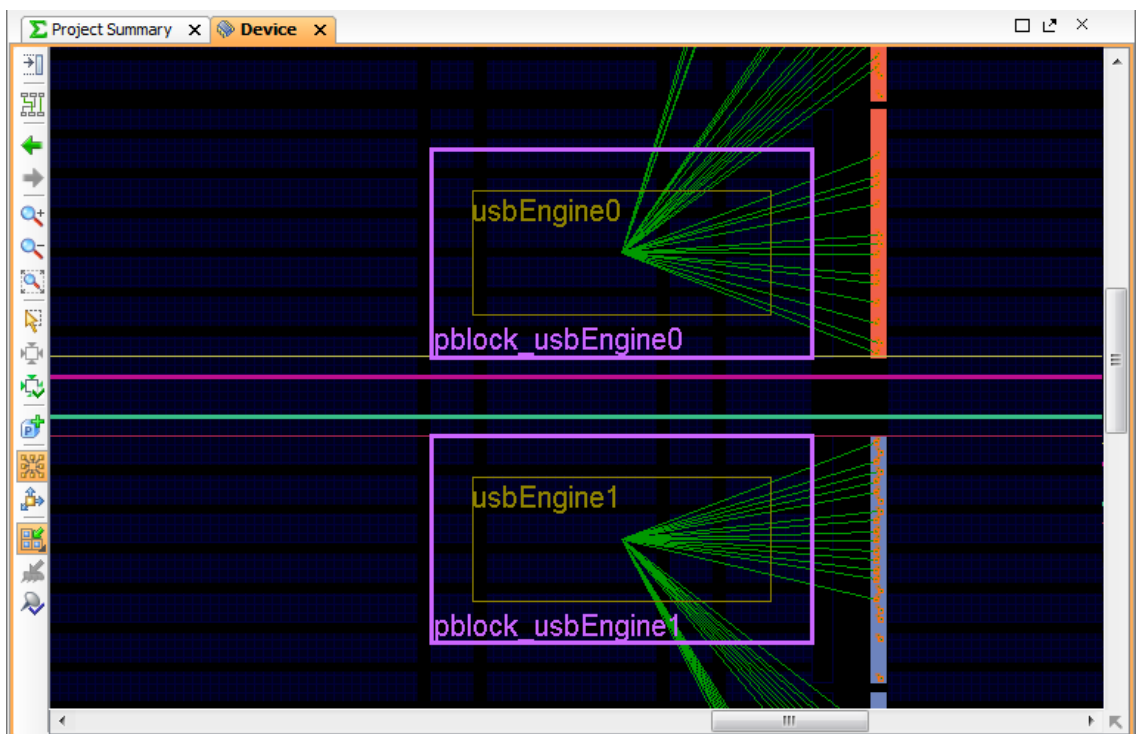 Project Summary
Device
usbEngine0
pblock_usbEngine0
usbEngine1
pblock_usbEngine1